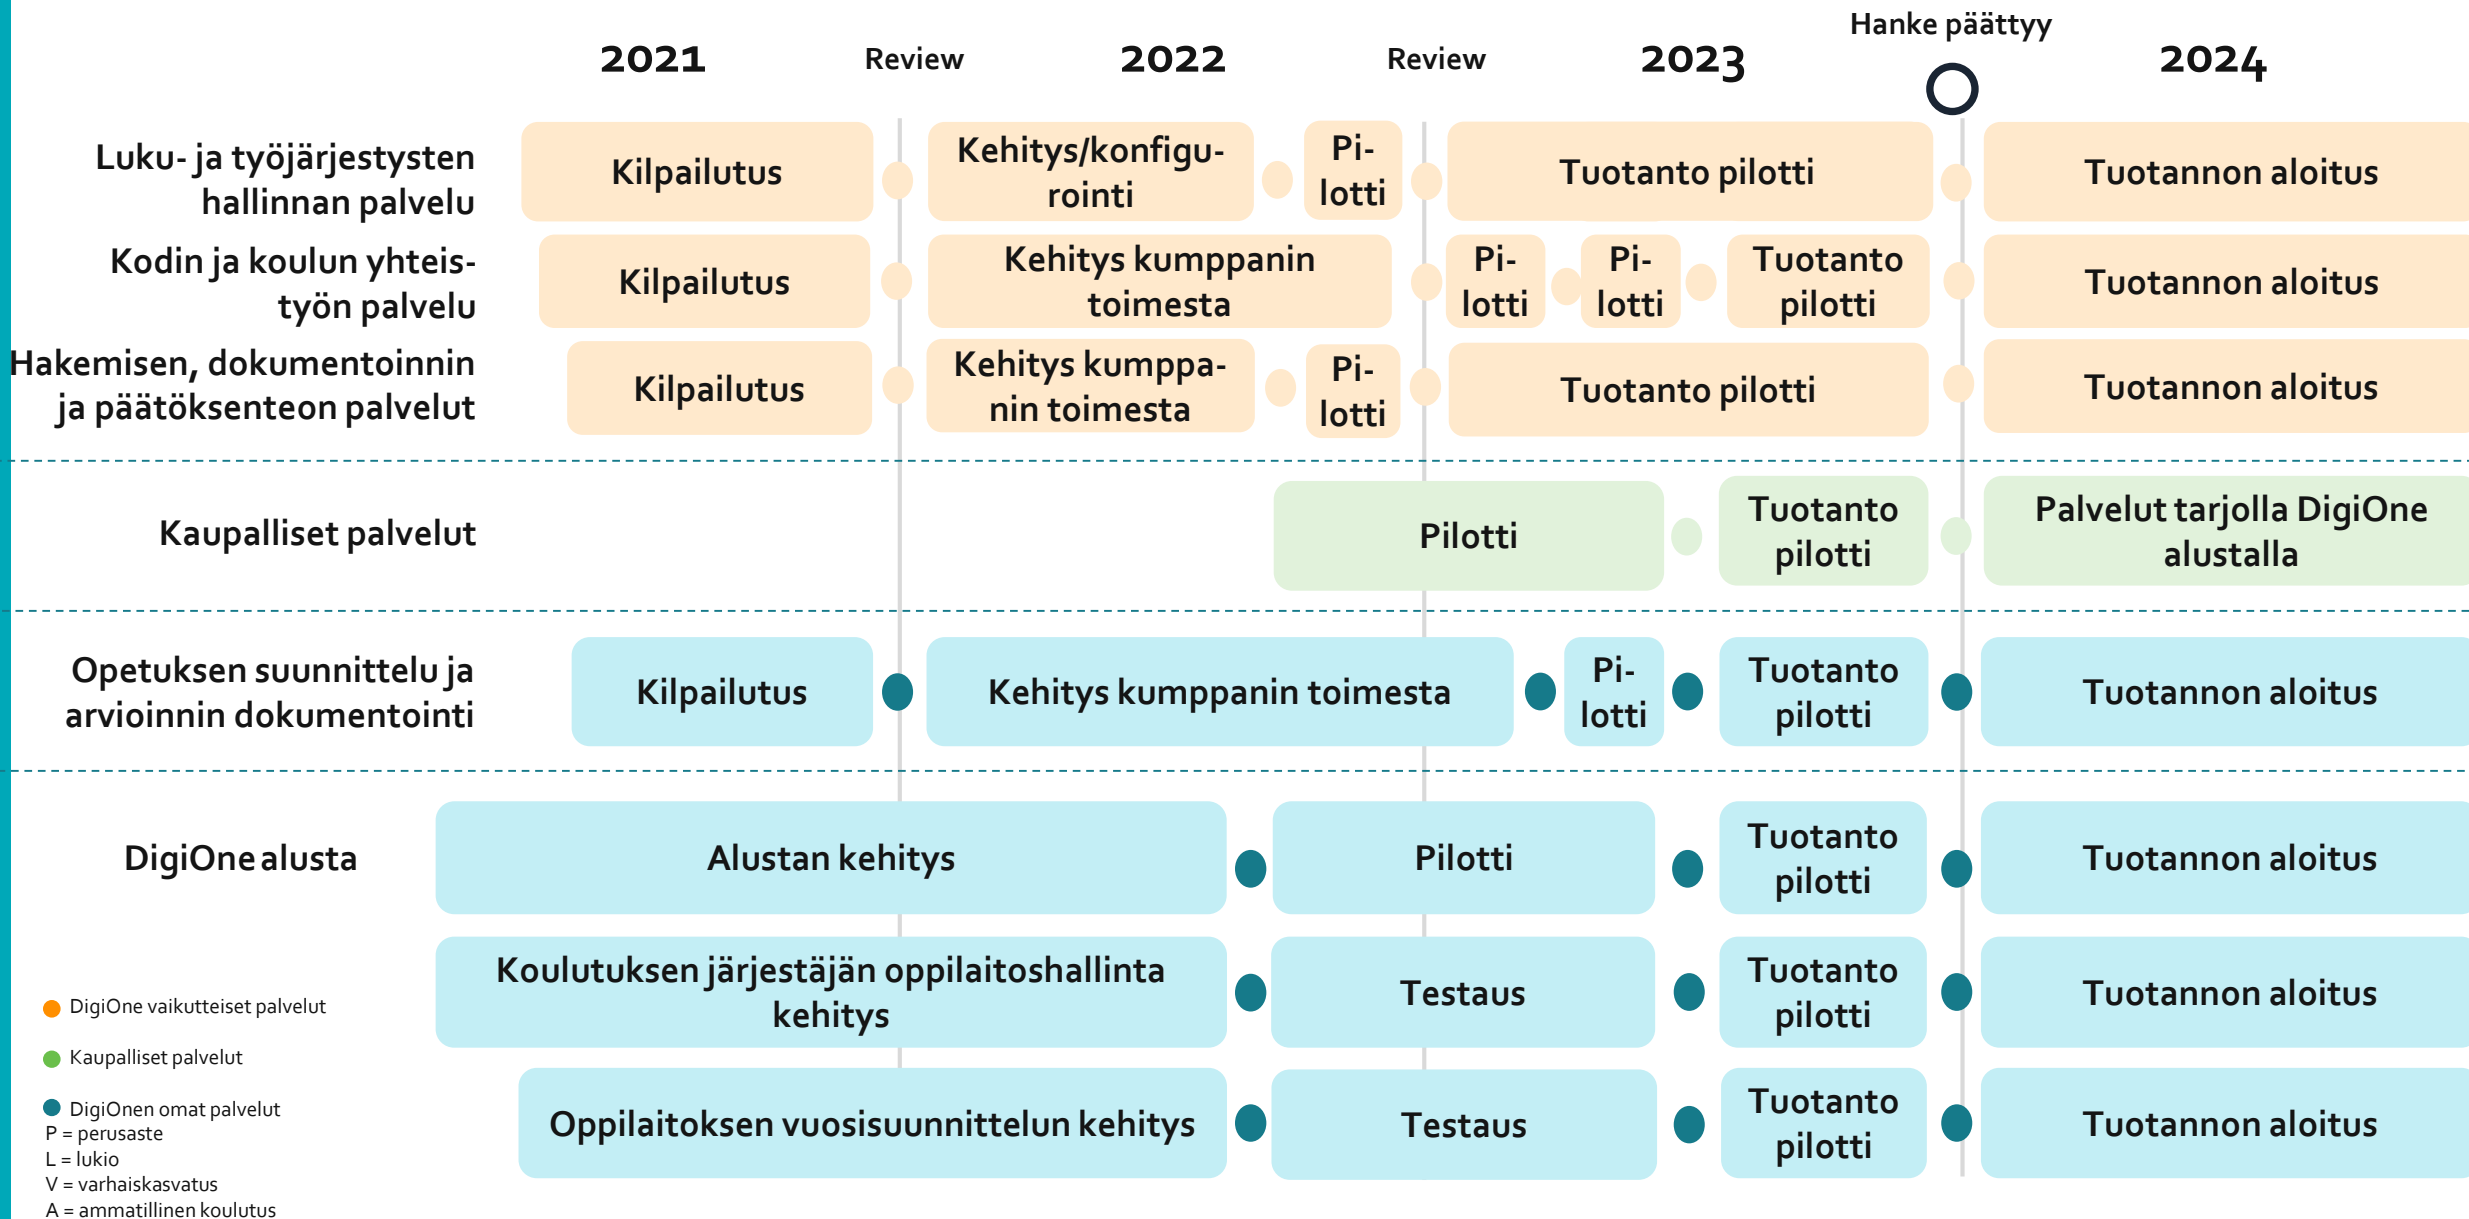 2021
Review
2022
Review
2023
Hanke päättyy
2024
Luku- ja työjärjestysten
hallinnan palvelu
Kilpailutus
Kehitys/konfigu-
rointi
Pi-
lotti
Tuotanto pilotti
Tuotannon aloitus
Kodin ja koulun yhteis-
työn palvelu
Kilpailutus
Kehitys kumppanin
toimesta
Pi-
lotti
Pi-
lotti
Tuotanto
pilotti
Tuotannon aloitus
Hakemisen, dokumentoinnin
ja päätöksenteon palvelut
Kilpailutus
Kehitys kumppa-
nin toimesta
Pi-
lotti
Tuotanto pilotti
Tuotannon aloitus
Kaupalliset palvelut
Pilotti
Tuotanto
pilotti
Palvelut tarjolla DigiOne
alustalla
Opetuksen suunnittelu ja
arvioinnin dokumentointi
Kilpailutus
Kehitys kumppanin toimesta
Pi-
lotti
Tuotanto
pilotti
Tuotannon aloitus
DigiOne alusta
Alustan kehitys
Pilotti
Tuotanto
pilotti
Tuotannon aloitus
Koulutuksen järjestäjän oppilaitoshallinta
kehitys
Testaus
Tuotanto
pilotti
Tuotannon aloitus
Oppilaitoksen vuosisuunnittelun kehitys
Testaus
Tuotanto
pilotti
Tuotannon aloitus
DigiOne vaikutteiset palvelut
Kaupalliset palvelut
DigiOnen omat palvelut
P = perusaste
L = lukio
V = varhaiskasvatus
A = ammatillinen koulutus